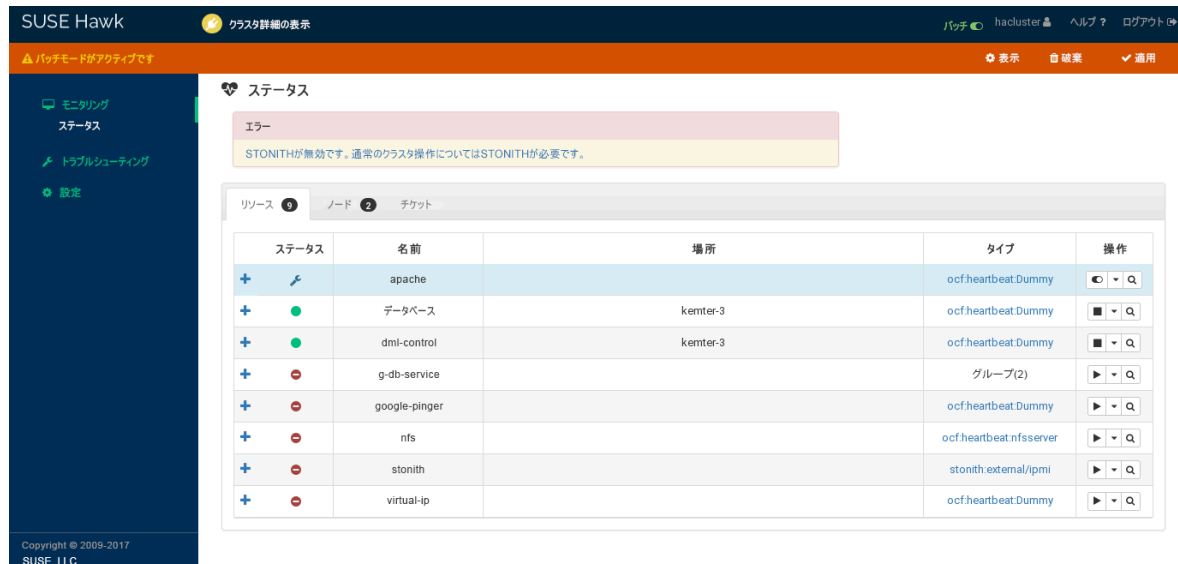 SUSE Hawk
クラスタ詳細の表示
バッチ
hacluster
ヘルプ ?
ログアウト
バッチモードがアクティブです
表示
破棄
適用
モニタリング
ステータス
トラブルシューティング
設定
ステータス
エラー
STONITHが無効です。通常のクラスタ操作についてはSTONITHが必要です。
リソース 9
ノード 2
チケット
ステータス 名前 場所 タイプ 操作
apache ocf:heartbeat:Dummy
データベース kemter-3 ocf:heartbeat:Dummy
dml-control kemter-3 ocf:heartbeat:Dummy
g-db-service グループ(2)
google-pinger ocf:heartbeat:Dummy
nfs ocf:heartbeat:nfsserver
stonith stonith:external/ipmi
virtual-ip ocf:heartbeat:Dummy
Copyright © 2009-2017
SUSE, LLC